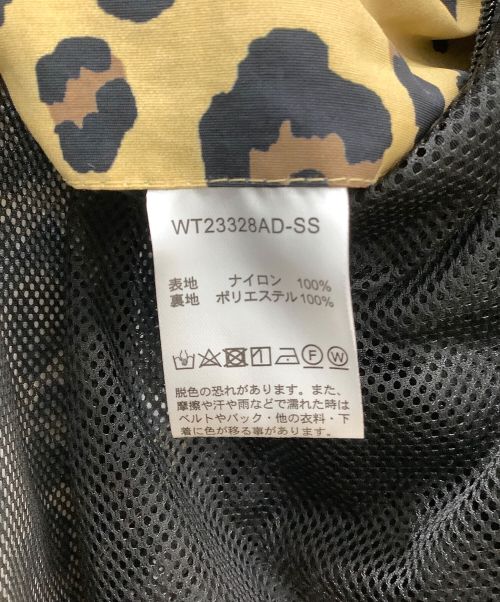 WT23328AD-SS
表地 ナイロン 100%
裏地 ポリエステル 100%
F W
脱色の恐れがあります。また、
摩擦や汗や雨などで濡れた時は
ベルトやバック・他の衣料・下
着に色が移る事があります。